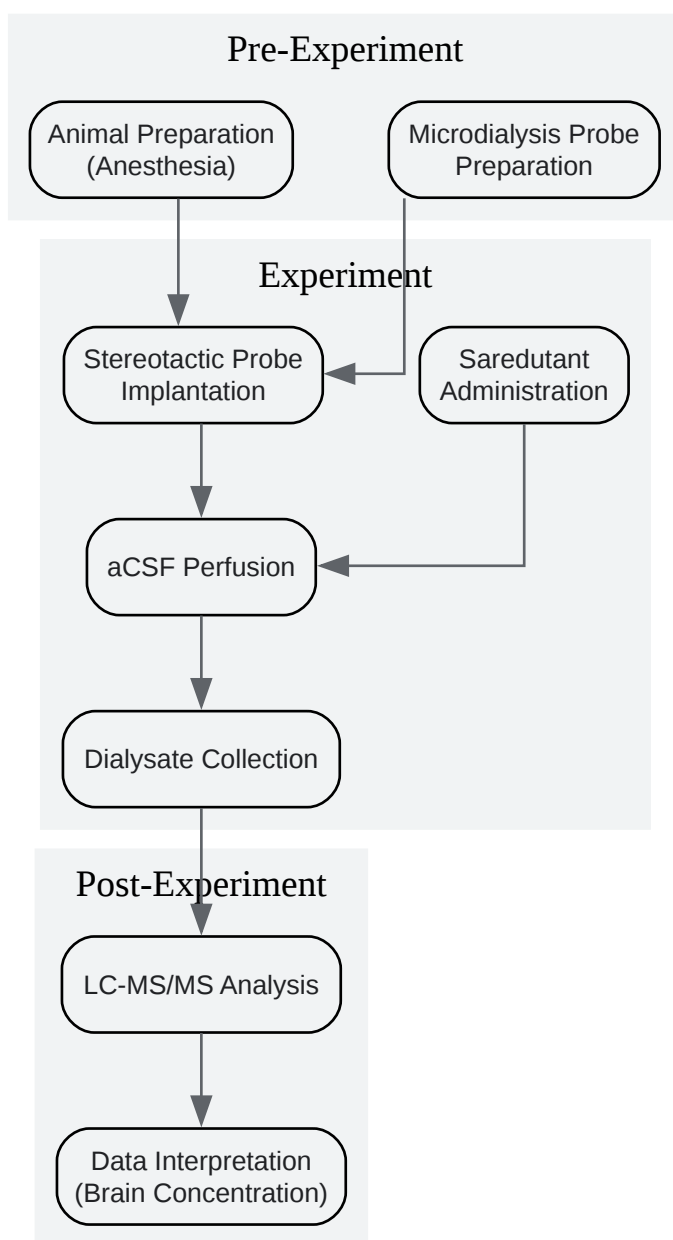 Pre-Experiment
Animal Preparation
(Anesthesia)
Microdialysis Probe
Preparation
Experiment
Stereotactic Probe
Implantation
Saredutant
Administration
aCSF Perfusion
Dialysate Collection
Post-Experiment
LC-MS/MS Analysis
Data Interpretation
(Brain Concentration)